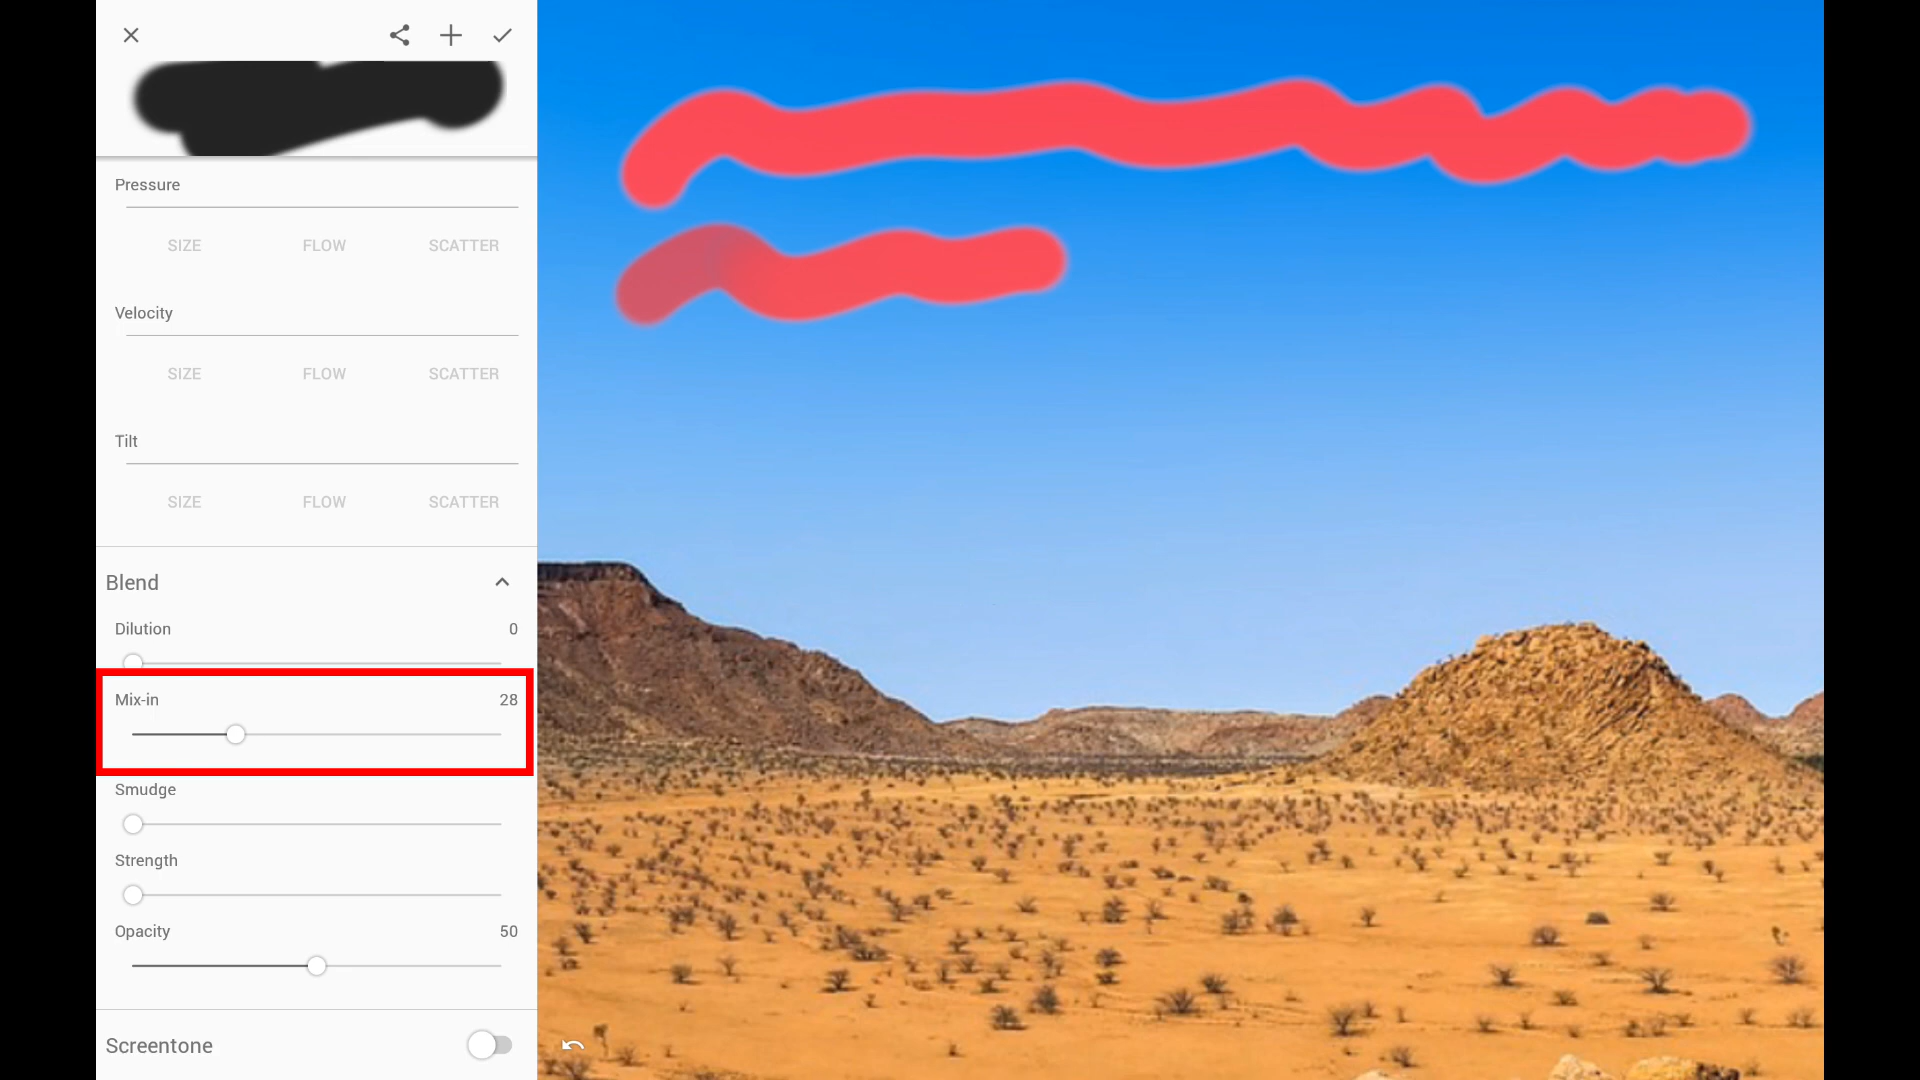 Pressure
SIZE FLOW SCATTER
Velocity
SIZE FLOW SCATTER
Tilt
SIZE FLOW SCATTER
Blend
Dilution 0
Mix-in 28
Smudge
Strength
Opacity 50
Screentone